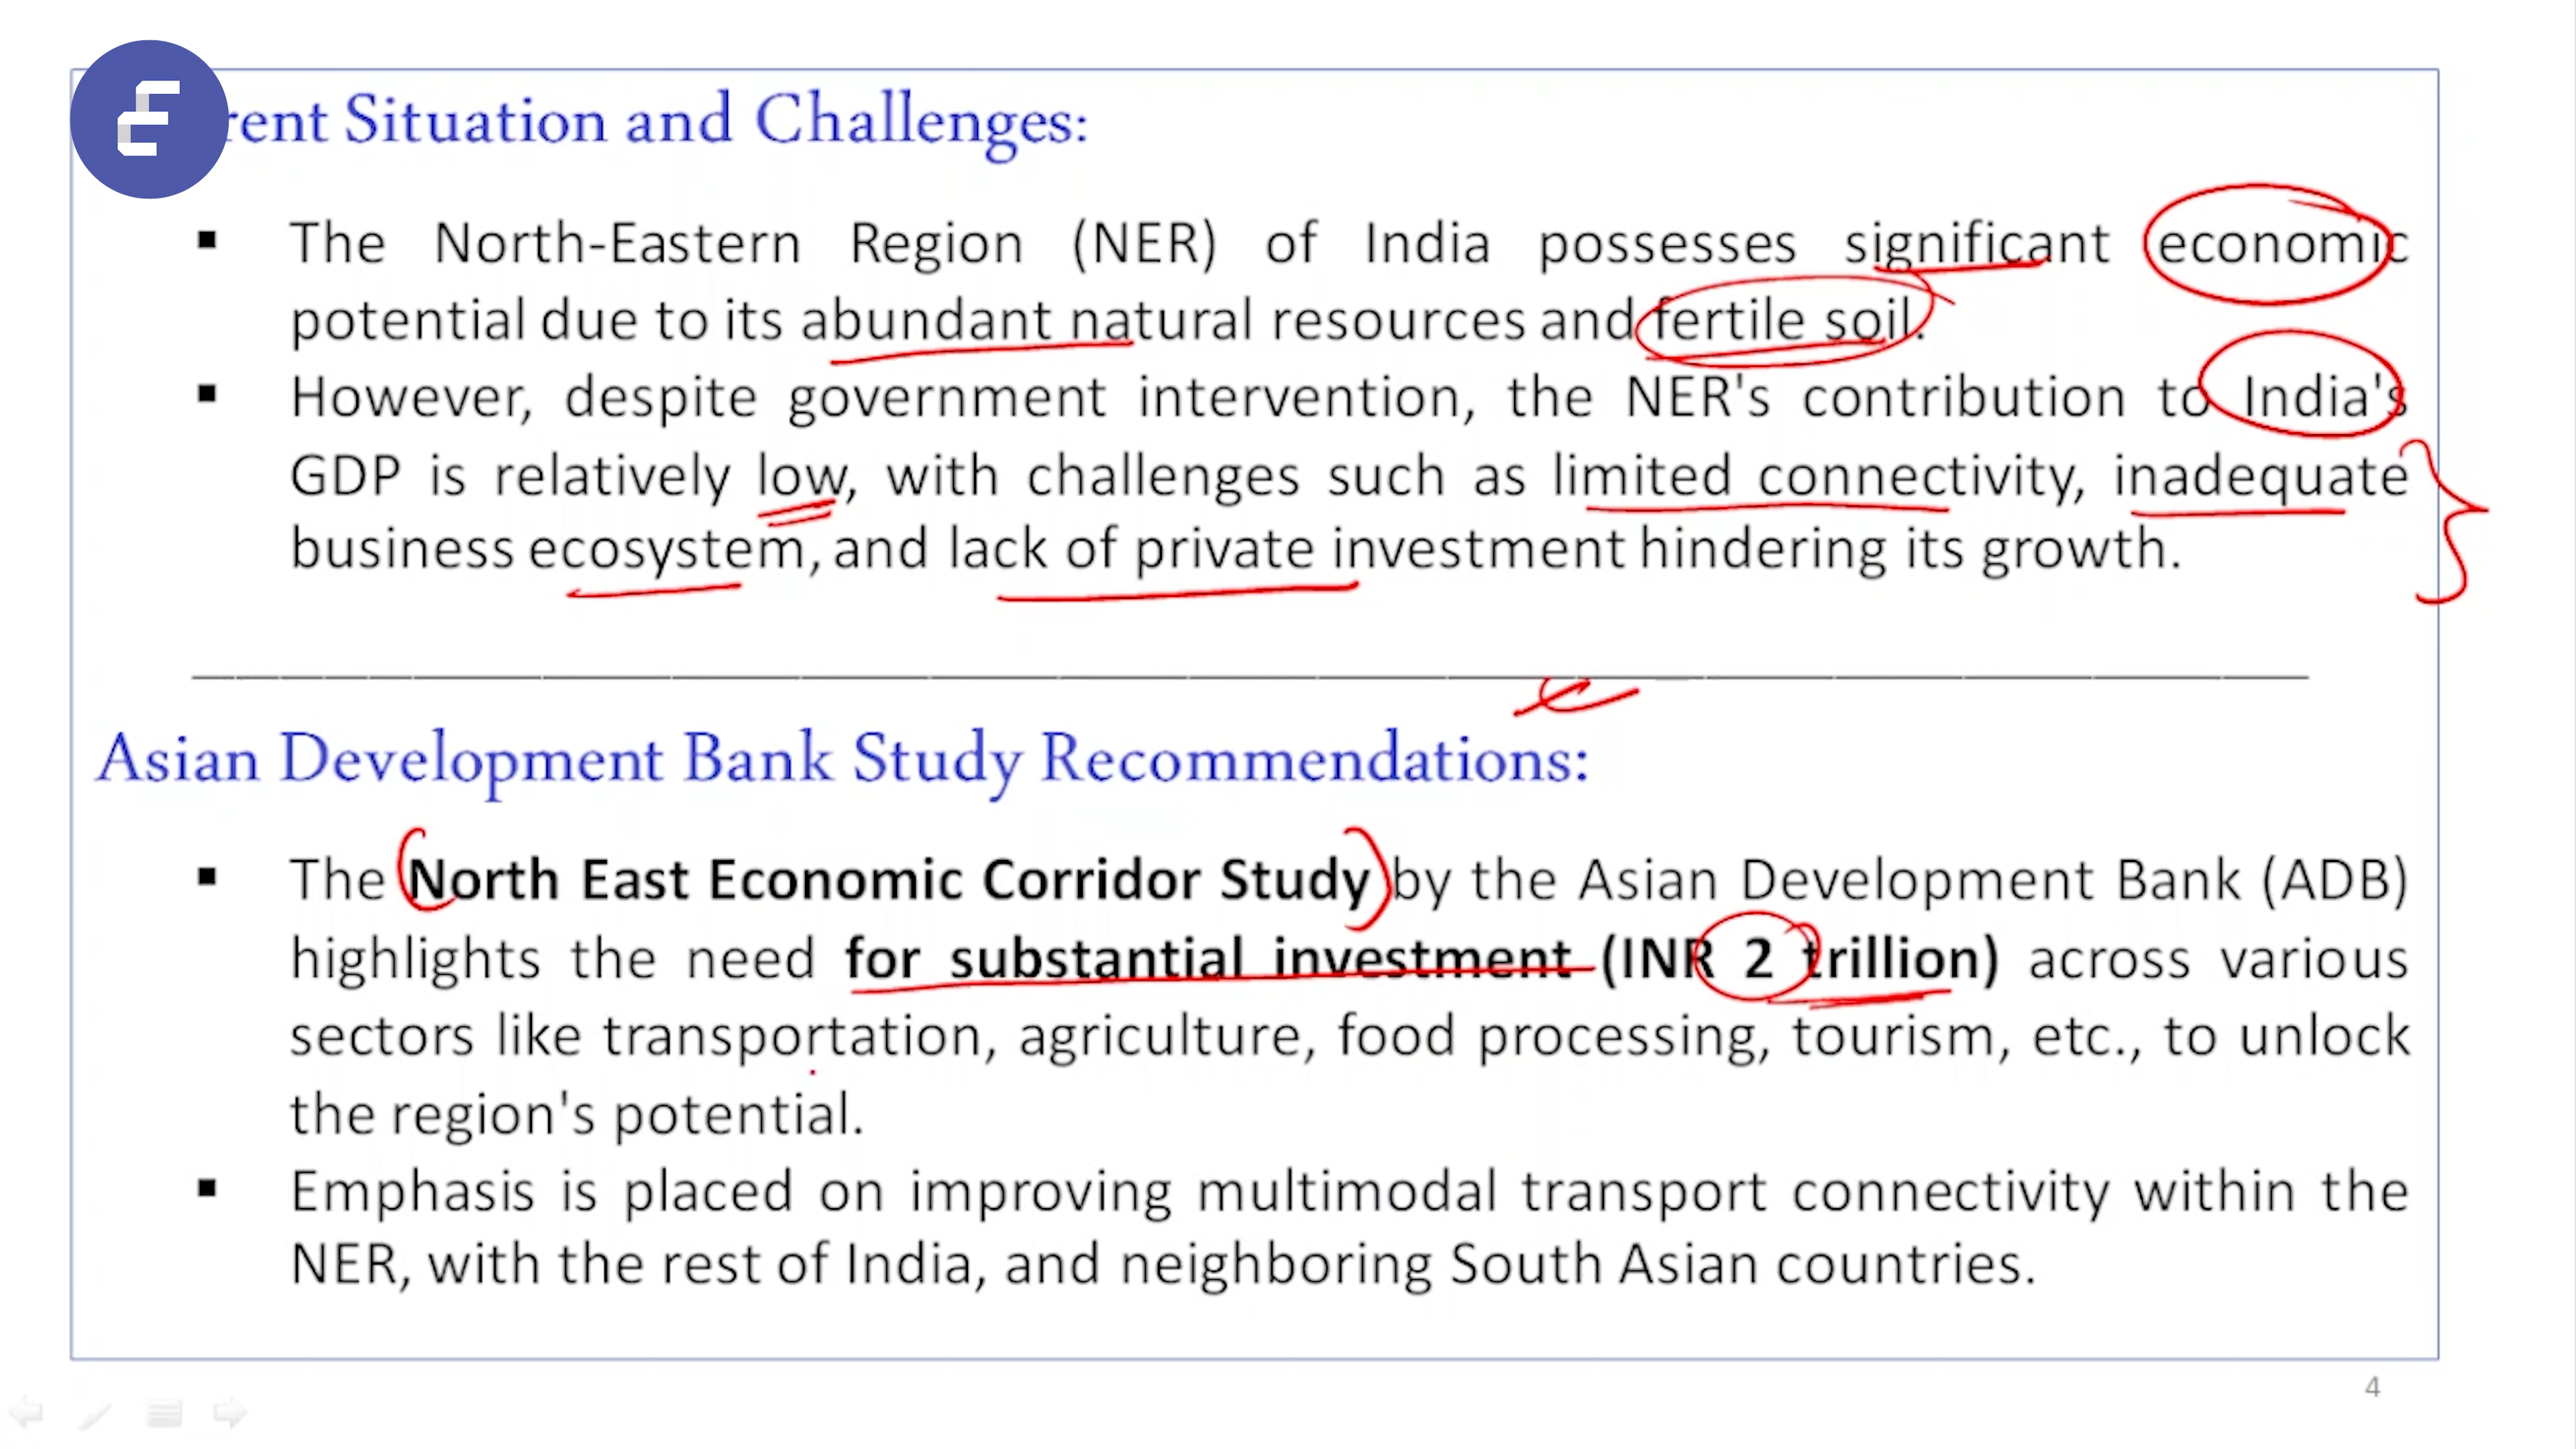 rent Situation and Challenges:
▪ The North-Eastern Region (NER) of India possesses significant economic
potential due to its abundant natural resources and fertile soil.
▪ However, despite government intervention, the NER's contribution to India's
GDP is relatively low, with challenges such as limited connectivity, inadequate
business ecosystem, and lack of private investment hindering its growth.
Asian Development Bank Study Recommendations:
▪ The North East Economic Corridor Study by the Asian Development Bank (ADB)
highlights the need for substantial investment (INR 2 trillion) across various
sectors like transportation, agriculture, food processing, tourism, etc., to unlock
the region's potential.
▪ Emphasis is placed on improving multimodal transport connectivity within the
NER, with the rest of India, and neighboring South Asian countries.
4